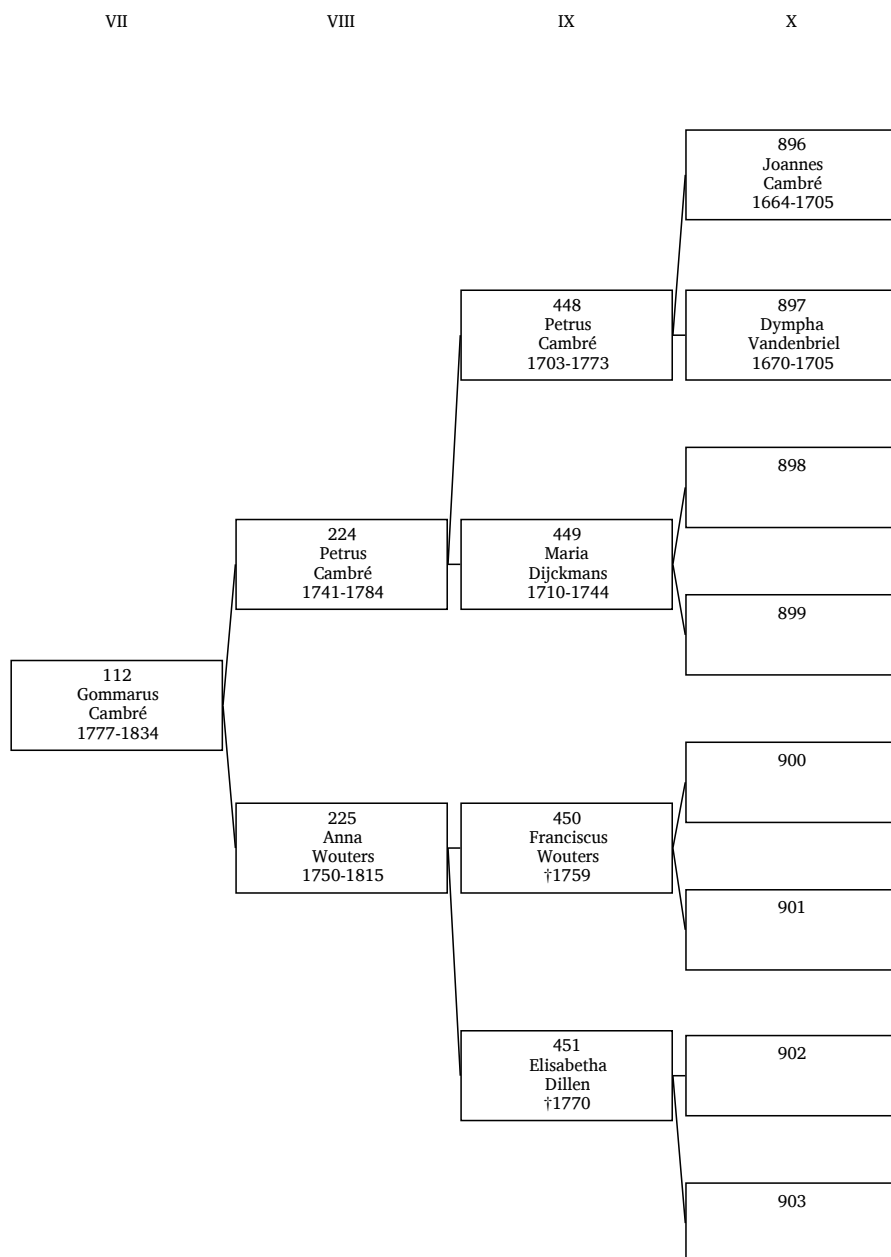 VII VIII IX X
896
Joannes
Cambré
1664-1705
448
Petrus
Cambré
1703-1773
897
Dympha
Vandenbriel
1670-1705
898
224
Petrus
Cambré
1741-1784
449
Maria
Dijckmans
1710-1744
899
112
Gommarus
Cambré
1777-1834
900
225
Anna
Wouters
1750-1815
450
Franciscus
Wouters
†1759
901
451
Elisabetha
Dillen
†1770
902
903